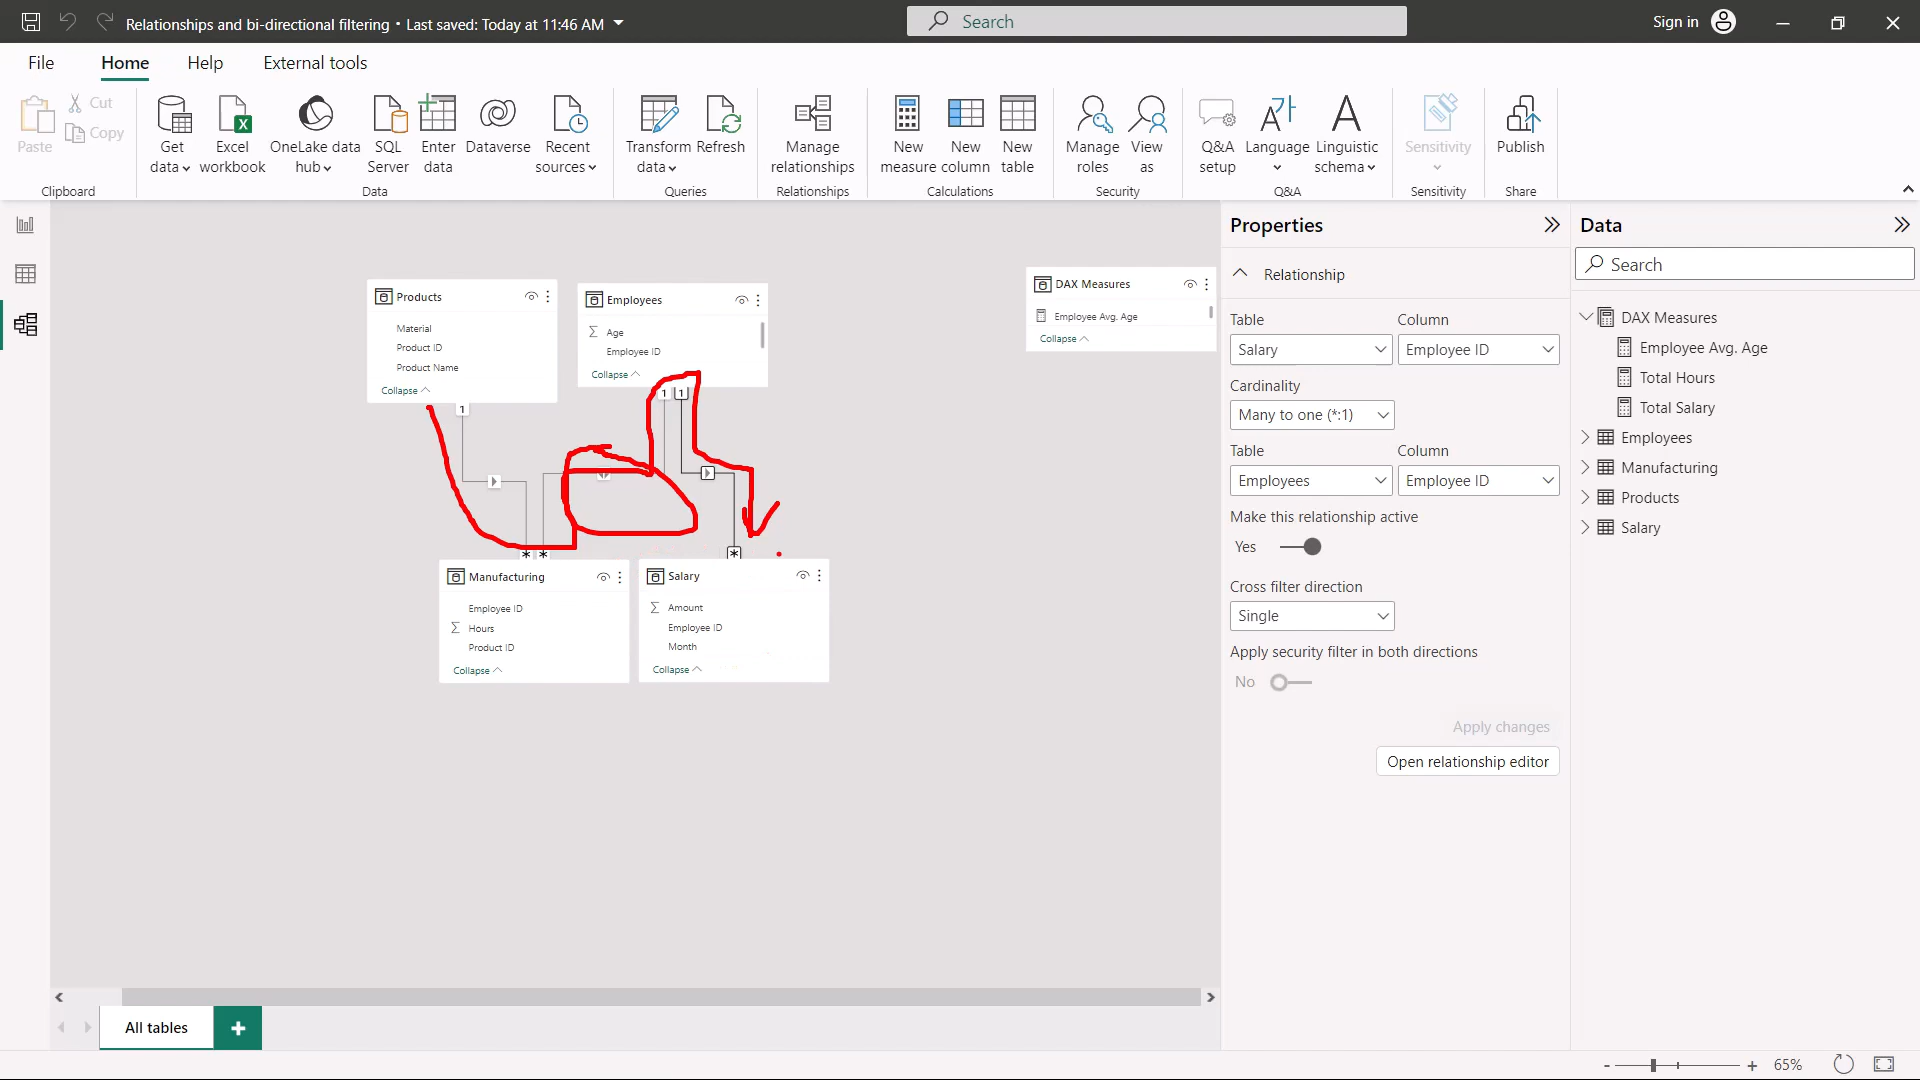 Relationships and bi-directional filtering • Last saved: Today at 11:46 AM
Search
Sign in
File
Home
Help
External tools
Paste
Cut
Copy
Clipboard
Get data
Excel workbook
OneLake data hub
SQL Server
Enter data
Dataverse
Recent sources
Data
Transform data
Refresh
Queries
Manage relationships
Relationships
New measure
New column
New table
Calculations
Manage roles
View as
Security
Q&A setup
Language
Linguistic schema
Q&A
Sensitivity
Sensitivity
Publish
Share
Products
Material
Product ID
Product Name
Collapse
1
Employees
Age
Employee ID
Collapse
1
1
DAX Measures
Employee Avg. Age
Collapse
*
*
*
Manufacturing
Employee ID
Hours
Product ID
Collapse
Salary
Amount
Employee ID
Month
Collapse
Properties
Relationship
Table
Column
Salary
Employee ID
Cardinality
Many to one (*:1)
Table
Column
Employees
Employee ID
Make this relationship active
Yes
Cross filter direction
Single
Apply security filter in both directions
No
Apply changes
Open relationship editor
Data
Search
DAX Measures
Employee Avg. Age
Total Hours
Total Salary
Employees
Manufacturing
Products
Salary
All tables
+
- + 65%